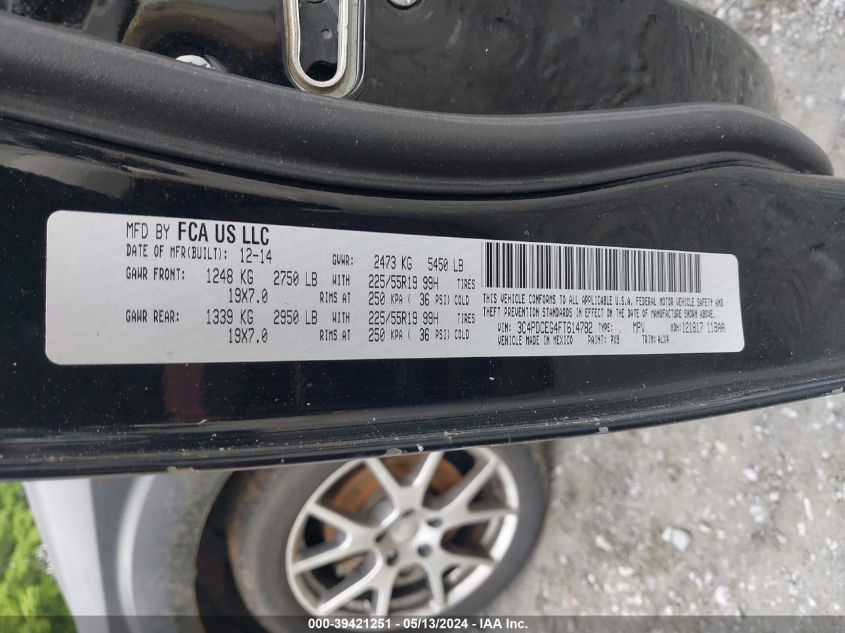 MFD BY FCA US LLC
DATE OF MFR(BUILT): 12-14 GVWR: 2473 KG 5450 LB
GAWR FRONT: 1248 KG 2750 LB WITH 225/55R19 99H TIRES
19X7.0 RIMS AT 250 KPA ( 36 PSI) COLD
GAWR REAR: 1339 KG 2950 LB WITH 225/55R19 99H TIRES
19X7.0 RIMS AT 250 KPA ( 36 PSI) COLD
THIS VEHICLE CONFORMS TO ALL APPLICABLE U.S.A. FEDERAL MOTOR VEHICLE SAFETY AND
THEFT PREVENTION STANDARDS IN EFFECT ON THE DATE OF MANUFACTURE SHOWN ABOVE.
VIN: 3C4PDCEG4FT614782 TYPE: MPV MDH:121817 118AA
VEHICLE MADE IN MEXICO PAINT: PX8 TRIM: ALX4
000-39421251 - 05/13/2024 - IAA Inc.